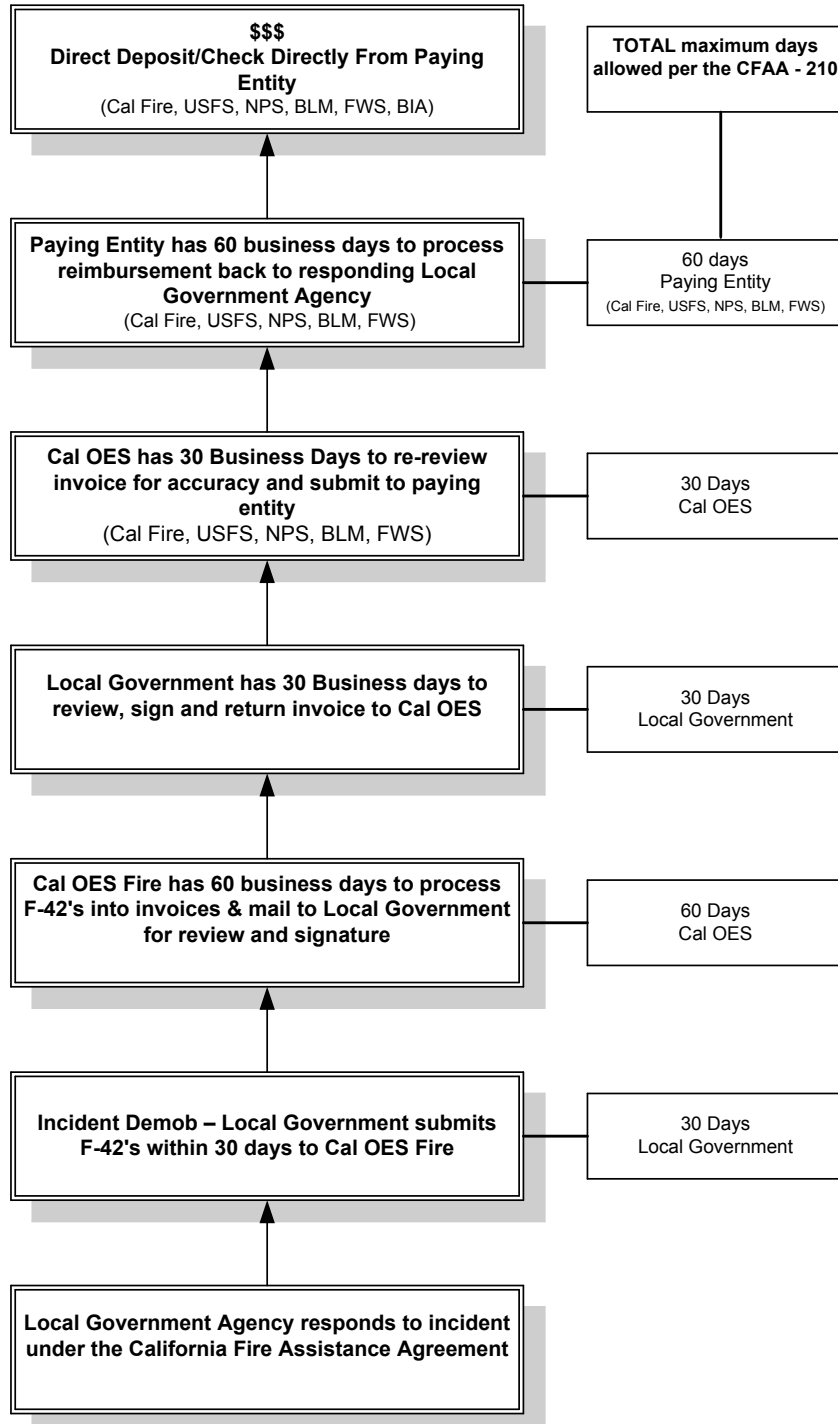 $$$
Direct Deposit/Check Directly From Paying
Entity
(Cal Fire, USFS, NPS, BLM, FWS, BIA)
TOTAL maximum days
allowed per the CFAA - 210
Paying Entity has 60 business days to process
reimbursement back to responding Local
Government Agency
(Cal Fire, USFS, NPS, BLM, FWS)
60 days
Paying Entity
(Cal Fire, USFS, NPS, BLM, FWS)
Cal OES has 30 Business Days to re-review
invoice for accuracy and submit to paying
entity
(Cal Fire, USFS, NPS, BLM, FWS)
30 Days
Cal OES
Local Government has 30 Business days to
review, sign and return invoice to Cal OES
30 Days
Local Government
Cal OES Fire has 60 business days to process
F-42's into invoices & mail to Local Government
for review and signature
60 Days
Cal OES
Incident Demob – Local Government submits
F-42's within 30 days to Cal OES Fire
30 Days
Local Government
Local Government Agency responds to incident
under the California Fire Assistance Agreement